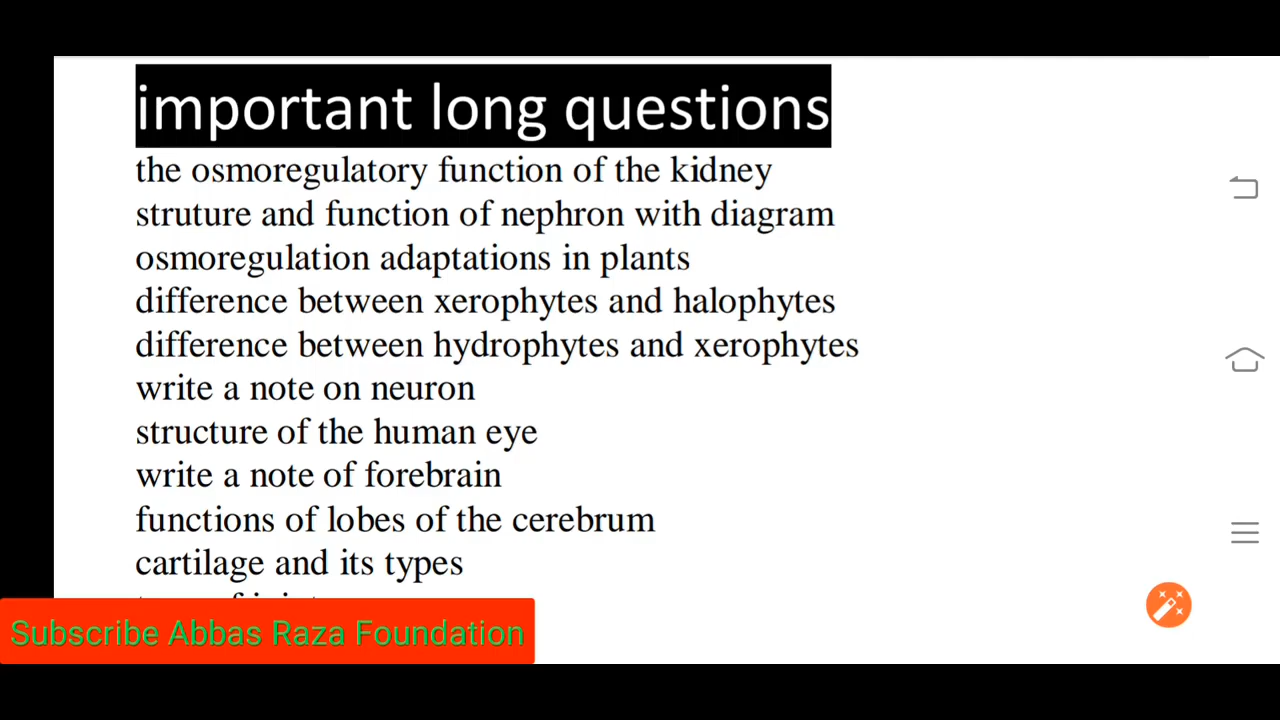 important long questions
the osmoregulatory function of the kidney
struture and function of nephron with diagram
osmoregulation adaptations in plants
difference between xerophytes and halophytes
difference between hydrophytes and xerophytes
write a note on neuron
structure of the human eye
write a note of forebrain
functions of lobes of the cerebrum
cartilage and its types
Subscribe Abbas Raza Foundation